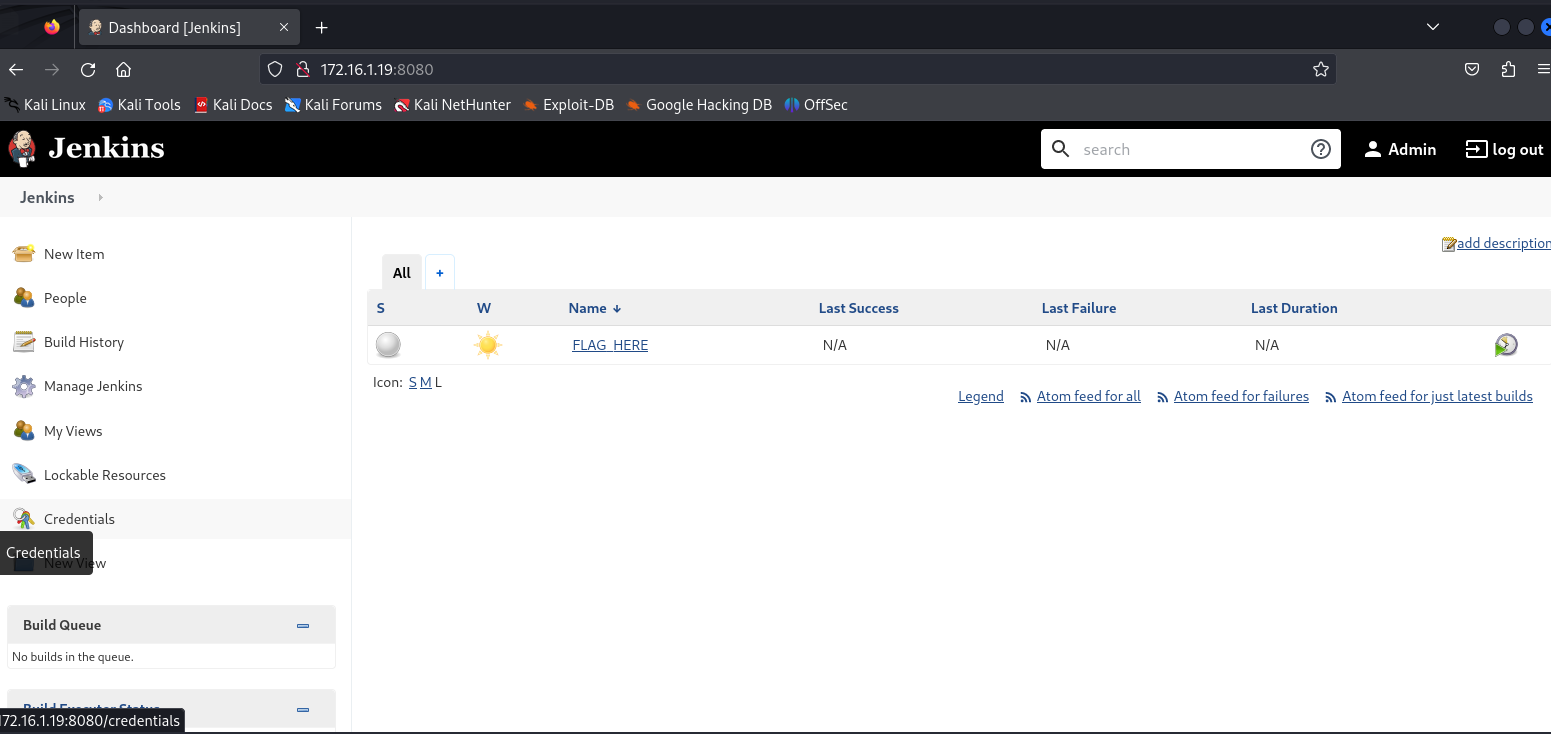 Dashboard [Jenkins]
172.16.1.19:8080
Kali Linux Kali Tools Kali Docs Kali Forums Kali NetHunter Exploit-DB Google Hacking DB OffSec
Jenkins search Admin log out
Jenkins
New Item
People
Build History
Manage Jenkins
My Views
Lockable Resources
Credentials
Credentials
New View
Build Queue
No builds in the queue.
Build Executor Status
172.16.1.19:8080/credentials
add description
All +
S W Name ↓ Last Success Last Failure Last Duration
FLAG_HERE N/A N/A N/A
Icon: S M L
Legend Atom feed for all Atom feed for failures Atom feed for just latest builds